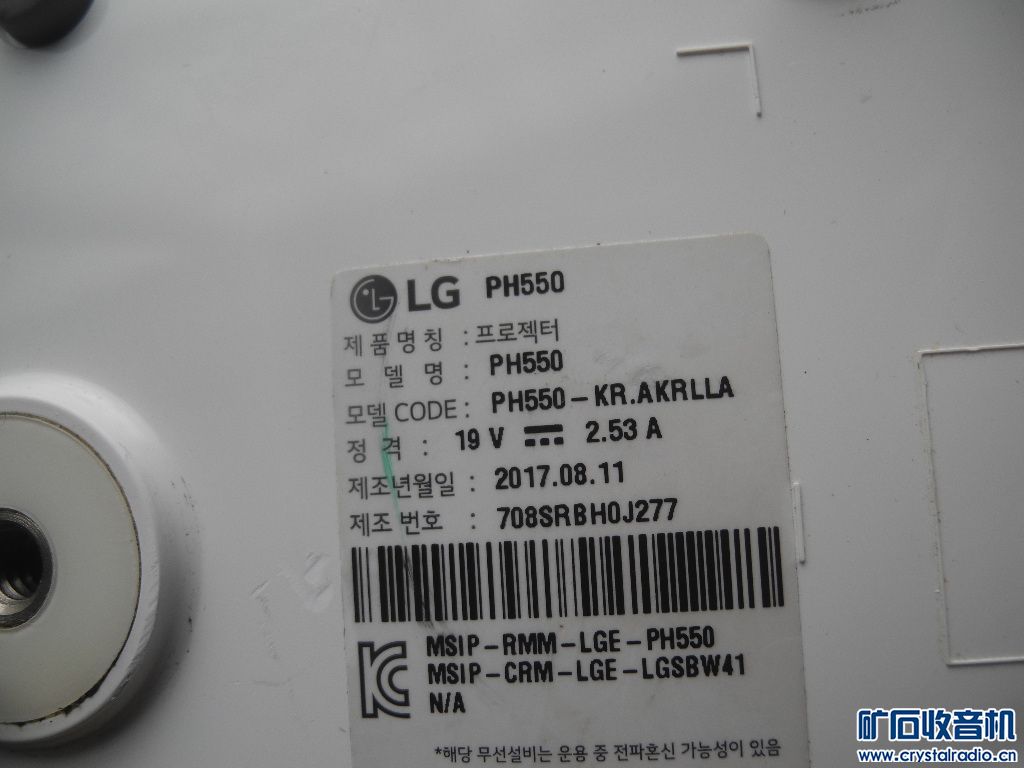 LG PH550
제 품 명 칭 : 프로젝터
모 델 명 : PH550
모델 CODE : PH550-KR.AKRLLA
정 격 : 19 V 2.53 A
제조년월일 : 2017.08.11
제조 번호 : 708SRBH0J277
MSIP-RMM-LGE-PH550
MSIP-CRM-LGE-LGSBW41
N/A
*해당 무선설비는 운용 중 전파혼신 가능성이 있음
矿石收音机
www.crystalradio.cn